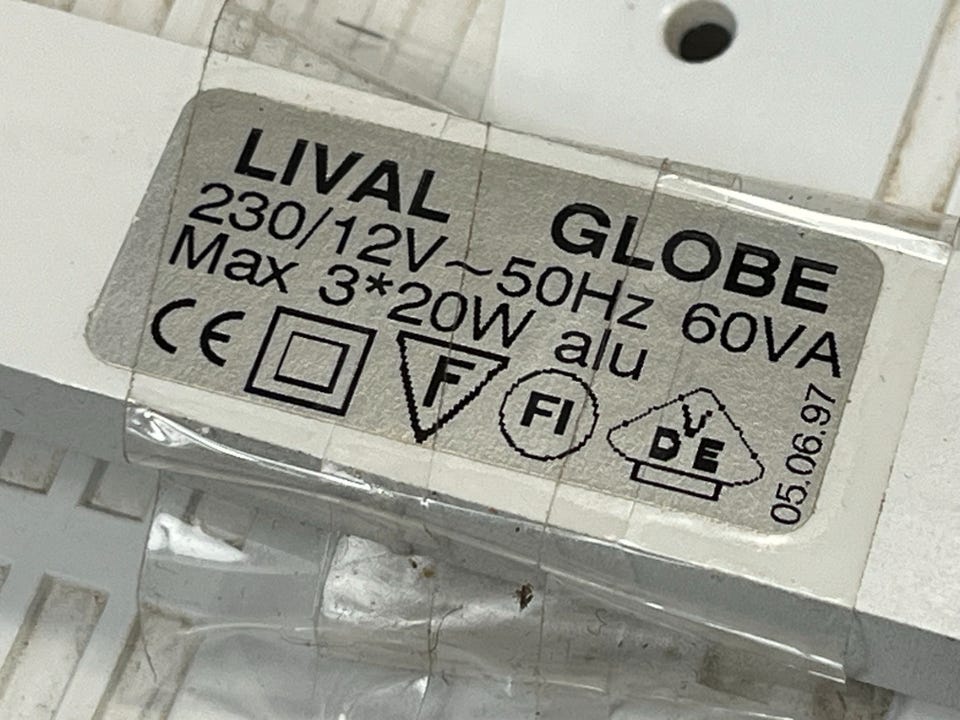 LIVAL GLOBE
230/12V~50Hz 60VA
Max 3*20W alu
CE F FI VDE
05.06.97